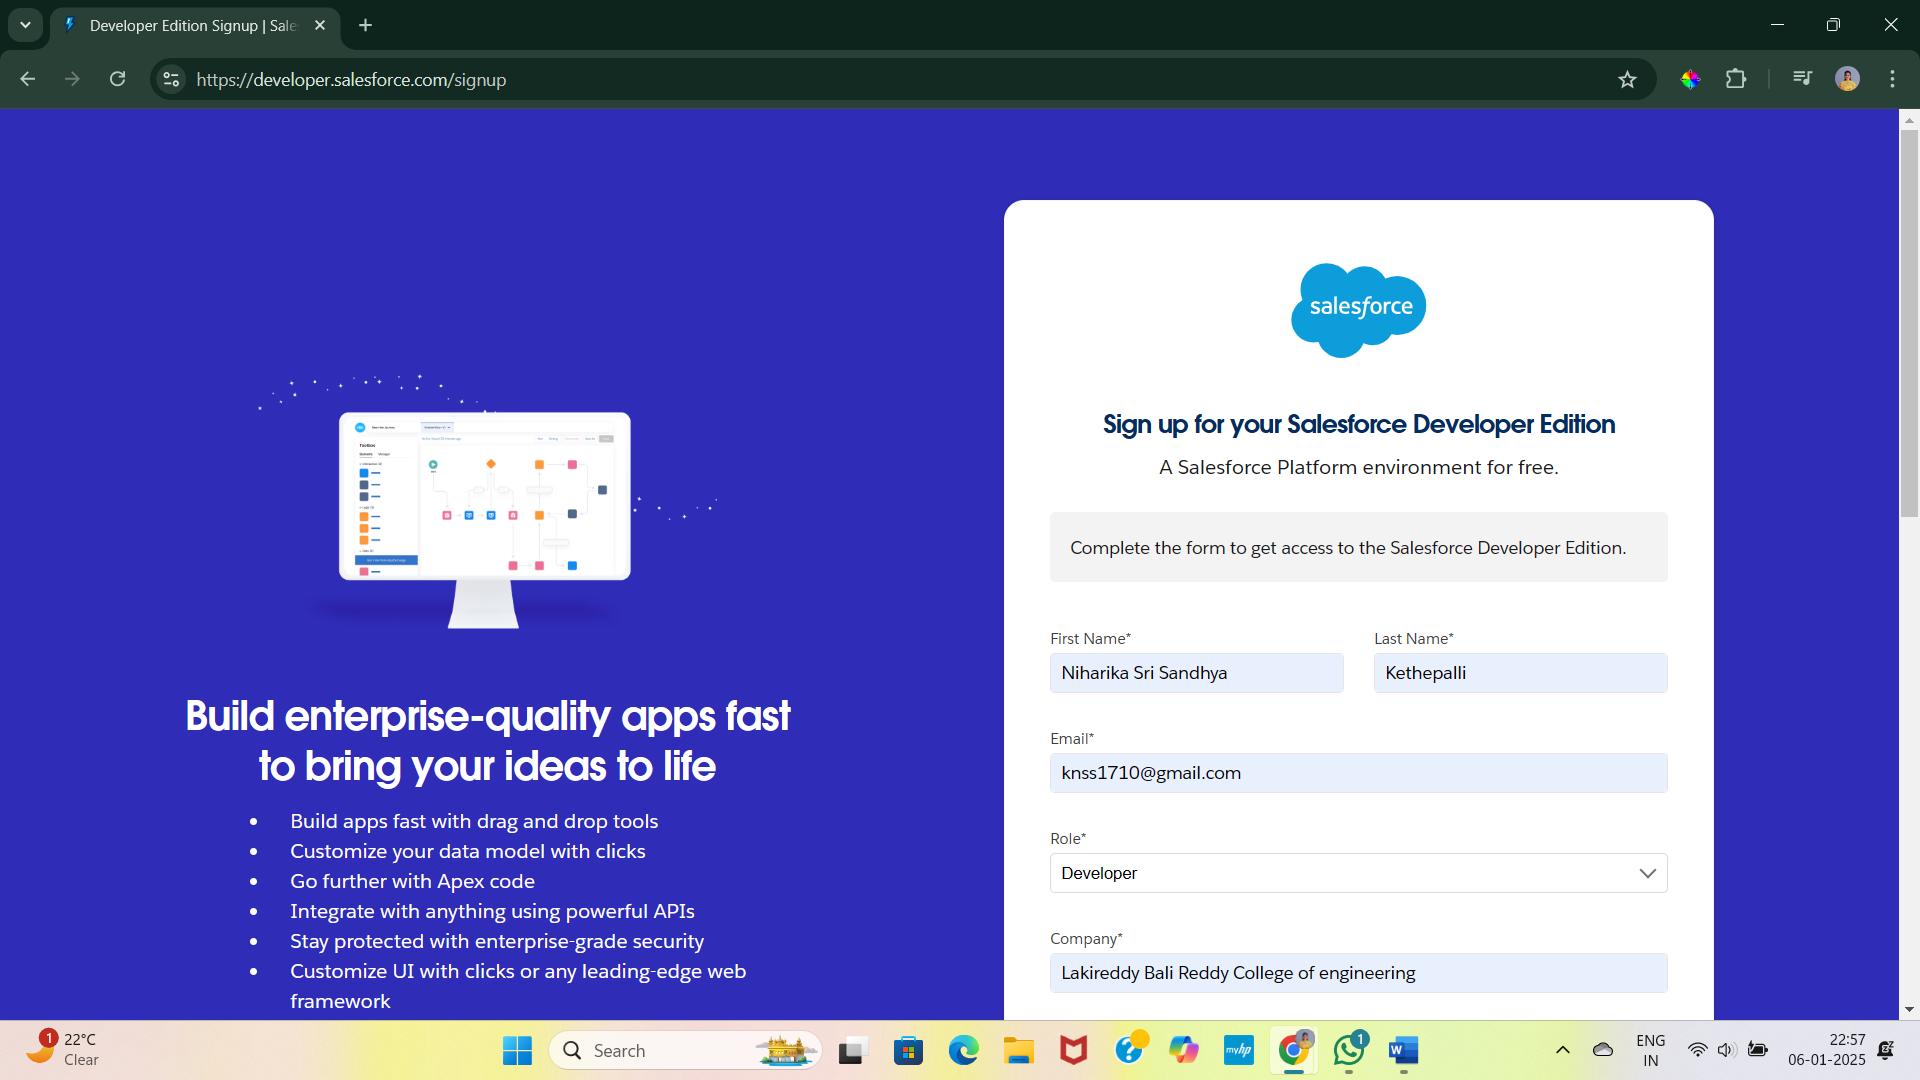 Developer Edition Signup | Sale
https://developer.salesforce.com/signup
salesforce
Sign up for your Salesforce Developer Edition
A Salesforce Platform environment for free.
Complete the form to get access to the Salesforce Developer Edition.
First Name* Last Name*
Niharika Sri Sandhya Kethepalli
Email*
knss1710@gmail.com
Role*
Developer
Company*
Lakireddy Bali Reddy College of engineering
Toolbox
Build enterprise-quality apps fast
to bring your ideas to life
• Build apps fast with drag and drop tools
• Customize your data model with clicks
• Go further with Apex code
• Integrate with anything using powerful APIs
• Stay protected with enterprise-grade security
• Customize UI with clicks or any leading-edge web
framework
1
22°C
Clear
Search
myhp
1
W
ENG
IN
22:57
06-01-2025